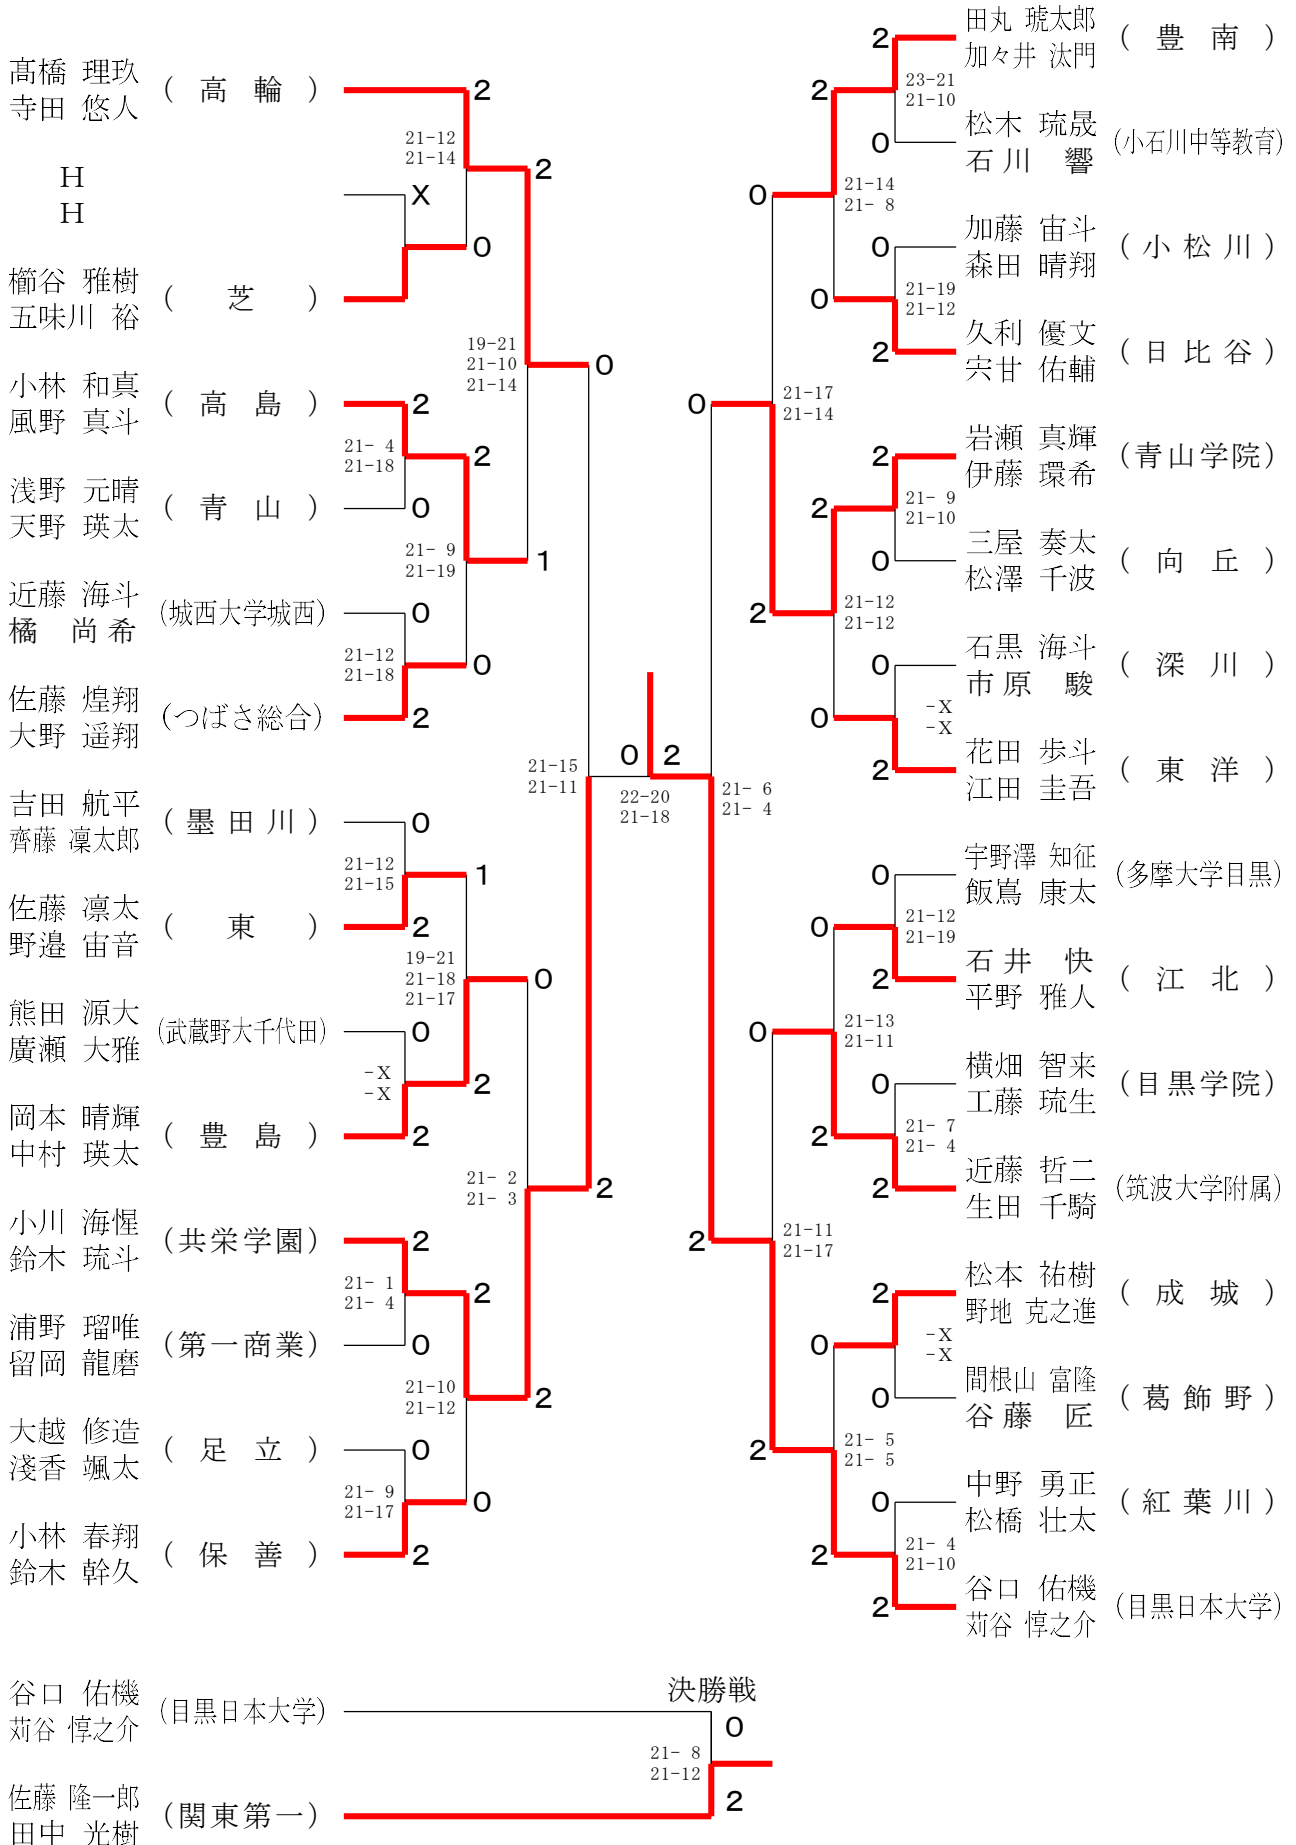 髙橋 理玖
寺田 悠人
( 高 輪 )
2
21-12
21-14
2
H
H
X
0
櫛谷 雅樹
五味川 裕
( 芝 )
19-21
21-10
21-14
0
小林 和真
風野 真斗
( 高 島 )
2
21- 4
21-18
2
浅野 元晴
天野 瑛太
( 青 山 )
0
21- 9
21-19
1
近藤 海斗
橘 尚希
(城西大学城西)
0
21-12
21-18
0
佐藤 煌翔
大野 遥翔
(つばさ総合)
2
21-15
21-11
吉田 航平
齊藤 凜太郎
( 墨 田 川 )
0
21-12
21-15
1
佐藤 凛太
野邉 宙音
( 東 )
2
19-21
21-18
21-17
0
熊田 源大
廣瀬 大雅
(武蔵野大千代田)
0
-X
-X
2
岡本 晴輝
中村 瑛太
( 豊 島 )
2
21- 2
21- 3
2
小川 海惺
鈴木 琉斗
(共栄学園)
2
21- 1
21- 4
2
浦野 瑠唯
留岡 龍磨
(第一商業)
0
21-10
21-12
2
大越 修造
淺香 颯太
( 足 立 )
0
21- 9
21-17
0
小林 春翔
鈴木 幹久
( 保 善 )
2
0 2
22-20
21-18
田丸 琥太郎
加々井 汰門
( 豊 南 )
2
23-21
21-10
2
松木 琉晟
石川 響
(小石川中等教育)
0
21-14
21- 8
0
加藤 宙斗
森田 晴翔
( 小 松 川 )
0
21-19
21-12
0
久利 優文
宍甘 佑輔
( 日 比 谷 )
2
21-17
21-14
0
岩瀬 真輝
伊藤 環希
(青山学院)
2
21- 9
21-10
2
三屋 奏太
松澤 千波
( 向 丘 )
0
21-12
21-12
2
石黒 海斗
市原 駿
( 深 川 )
0
-X
-X
0
花田 歩斗
江田 圭吾
( 東 洋 )
2
21- 6
21- 4
宇野澤 知征
飯嶌 康太
(多摩大学目黒)
0
21-12
21-19
0
石井 快
平野 雅人
( 江 北 )
2
21-13
21-11
0
横畑 智来
工藤 琉生
(目黒学院)
0
21- 7
21- 4
2
近藤 哲二
生田 千騎
(筑波大学附属)
2
21-11
21-17
2
松本 祐樹
野地 克之進
( 成 城 )
2
-X
-X
0
間根山 富隆
谷藤 匠
( 葛 飾 野 )
0
21- 5
21- 5
2
中野 勇正
松橋 壮太
( 紅 葉 川 )
0
21- 4
21-10
2
谷口 佑機
苅谷 惇之介
(目黒日本大学)
2
決勝戦
谷口 佑機
苅谷 惇之介
(目黒日本大学)
0
21- 8
21-12
佐藤 隆一郎
田中 光樹
(関東第一)
2